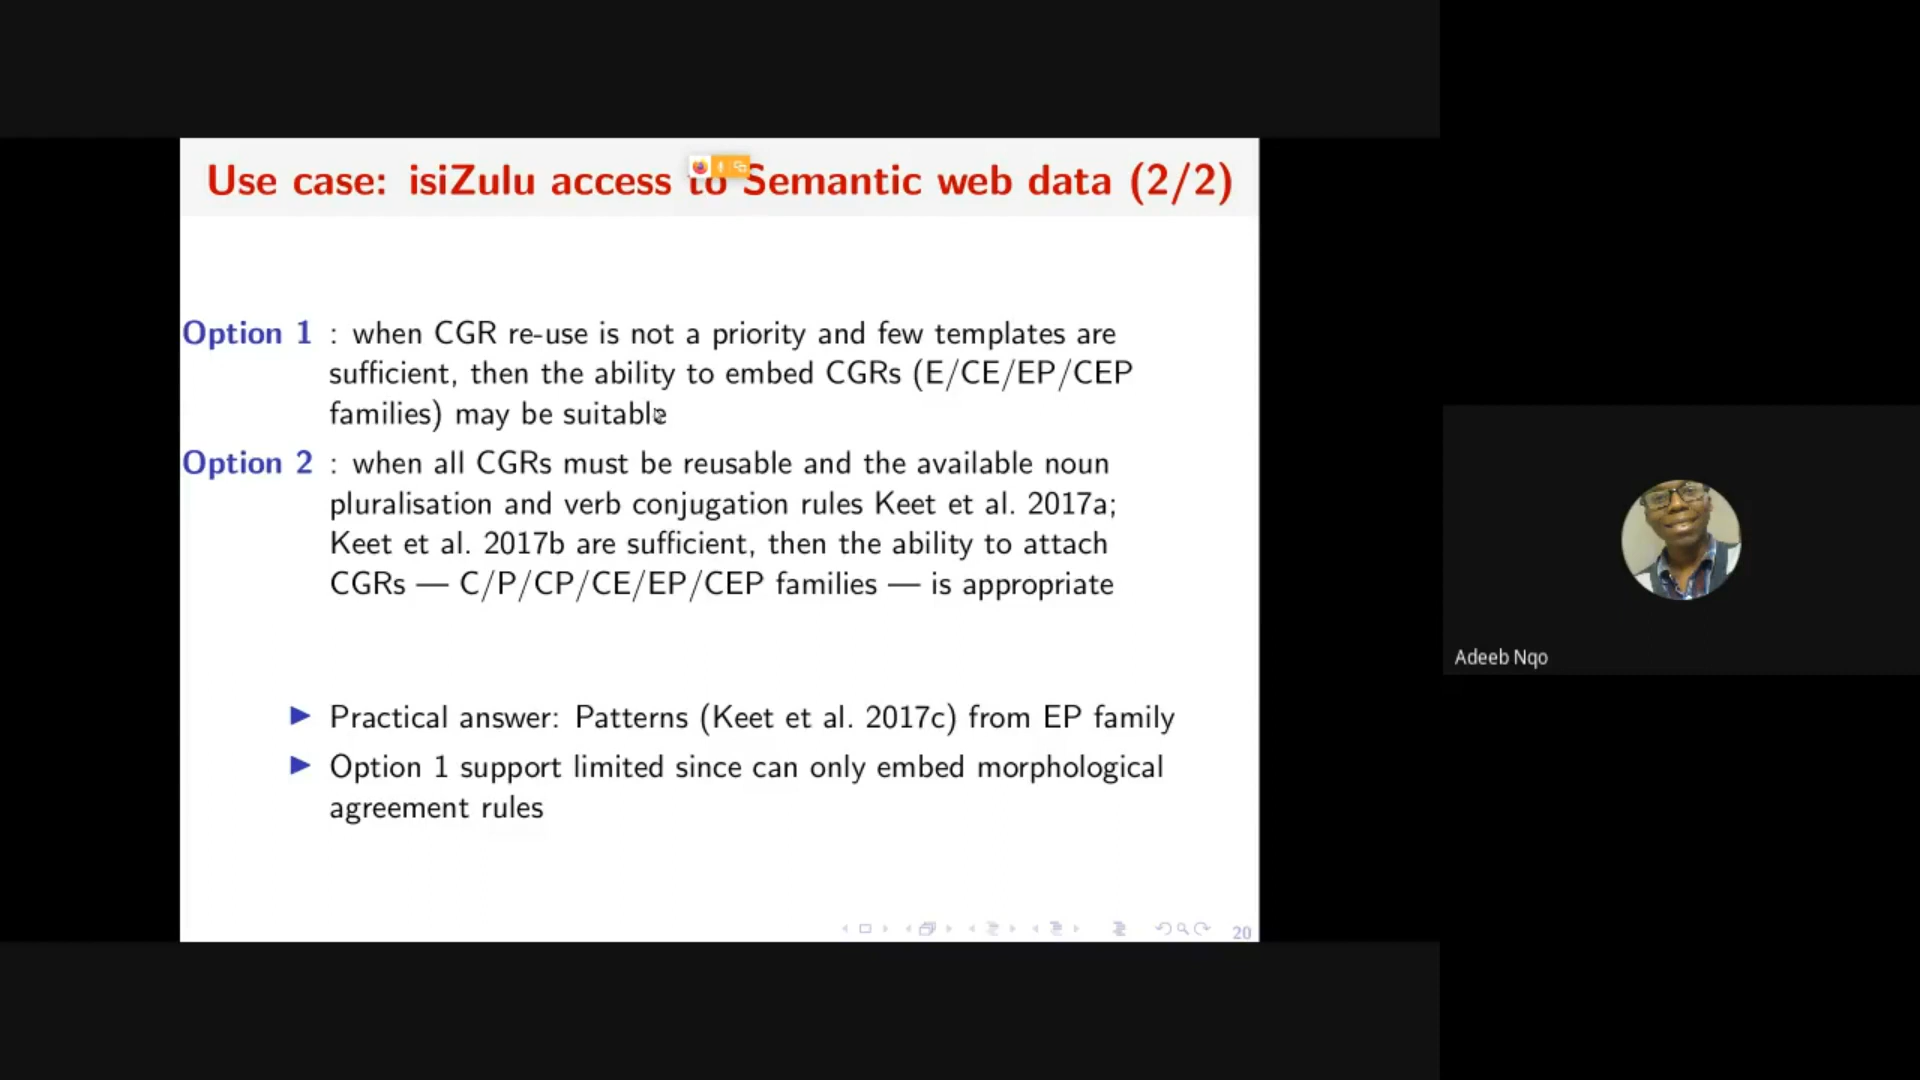 Use case: isiZulu access to Semantic web data (2/2)
Option 1 : when CGR re-use is not a priority and few templates are
sufficient, then the ability to embed CGRs (E/CE/EP/CEP
families) may be suitable
Option 2 : when all CGRs must be reusable and the available noun
pluralisation and verb conjugation rules Keet et al. 2017a;
Keet et al. 2017b are sufficient, then the ability to attach
CGRs — C/P/CP/CE/EP/CEP families — is appropriate
Practical answer: Patterns (Keet et al. 2017c) from EP family
Option 1 support limited since can only embed morphological
agreement rules
20
Adeeb Nqo